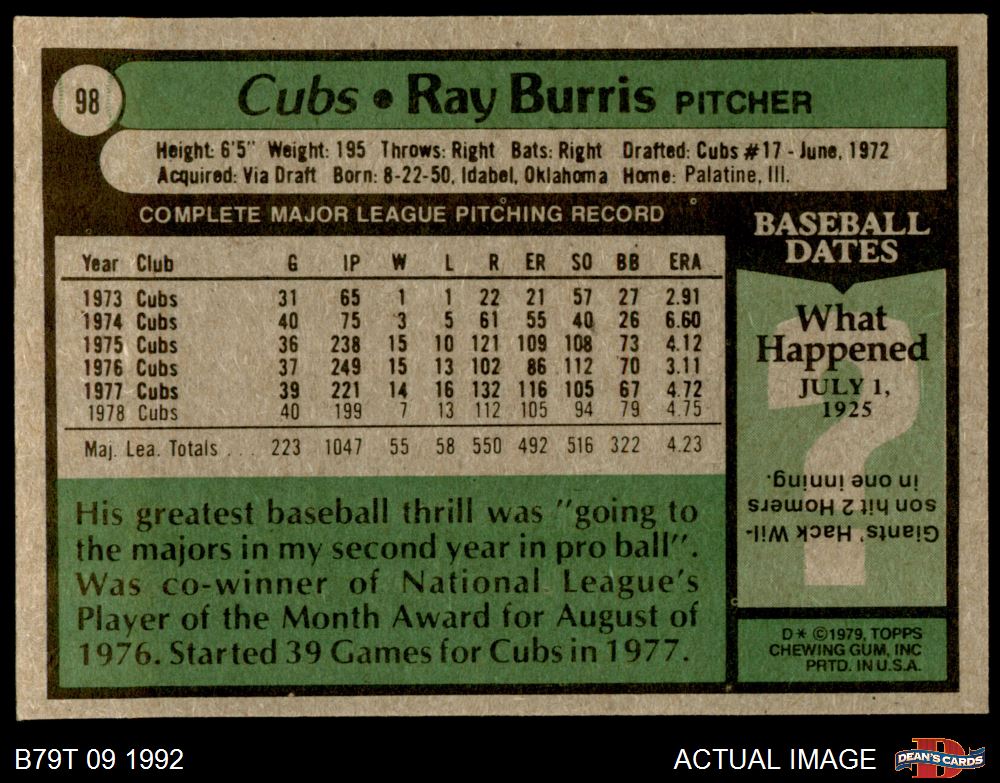 98
Cubs • Ray Burris PITCHER
Height: 6'5" Weight: 195 Throws: Right Bats: Right Drafted: Cubs #17 - June, 1972
Acquired: Via Draft Born: 8-22-50, Idabel, Oklahoma Home: Palatine, Ill.
COMPLETE MAJOR LEAGUE PITCHING RECORD
Year Club G IP W L R ER SO BB ERA
1973 Cubs 31 65 1 1 22 21 57 27 2.91
1974 Cubs 40 75 3 5 61 55 40 26 6.60
1975 Cubs 36 238 15 10 121 109 108 73 4.12
1976 Cubs 37 249 15 13 102 86 112 70 3.11
1977 Cubs 39 221 14 16 132 116 105 67 4.72
1978 Cubs 40 199 7 13 112 105 94 79 4.75
Maj. Lea. Totals . . . 223 1047 55 58 550 492 516 322 4.23
His greatest baseball thrill was "going to
the majors in my second year in pro ball".
Was co-winner of National League's
Player of the Month Award for August of
1976. Started 39 Games for Cubs in 1977.
BASEBALL
DATES
What
Happened
JULY 1,
1925
?
Giants' Hack Wil-
son hit 2 Homers
in one inning.
D* ©1979, TOPPS
CHEWING GUM, INC
PRTD. IN U.S.A.
B79T 09 1992
ACTUAL IMAGE
D
DEAN'S CARDS